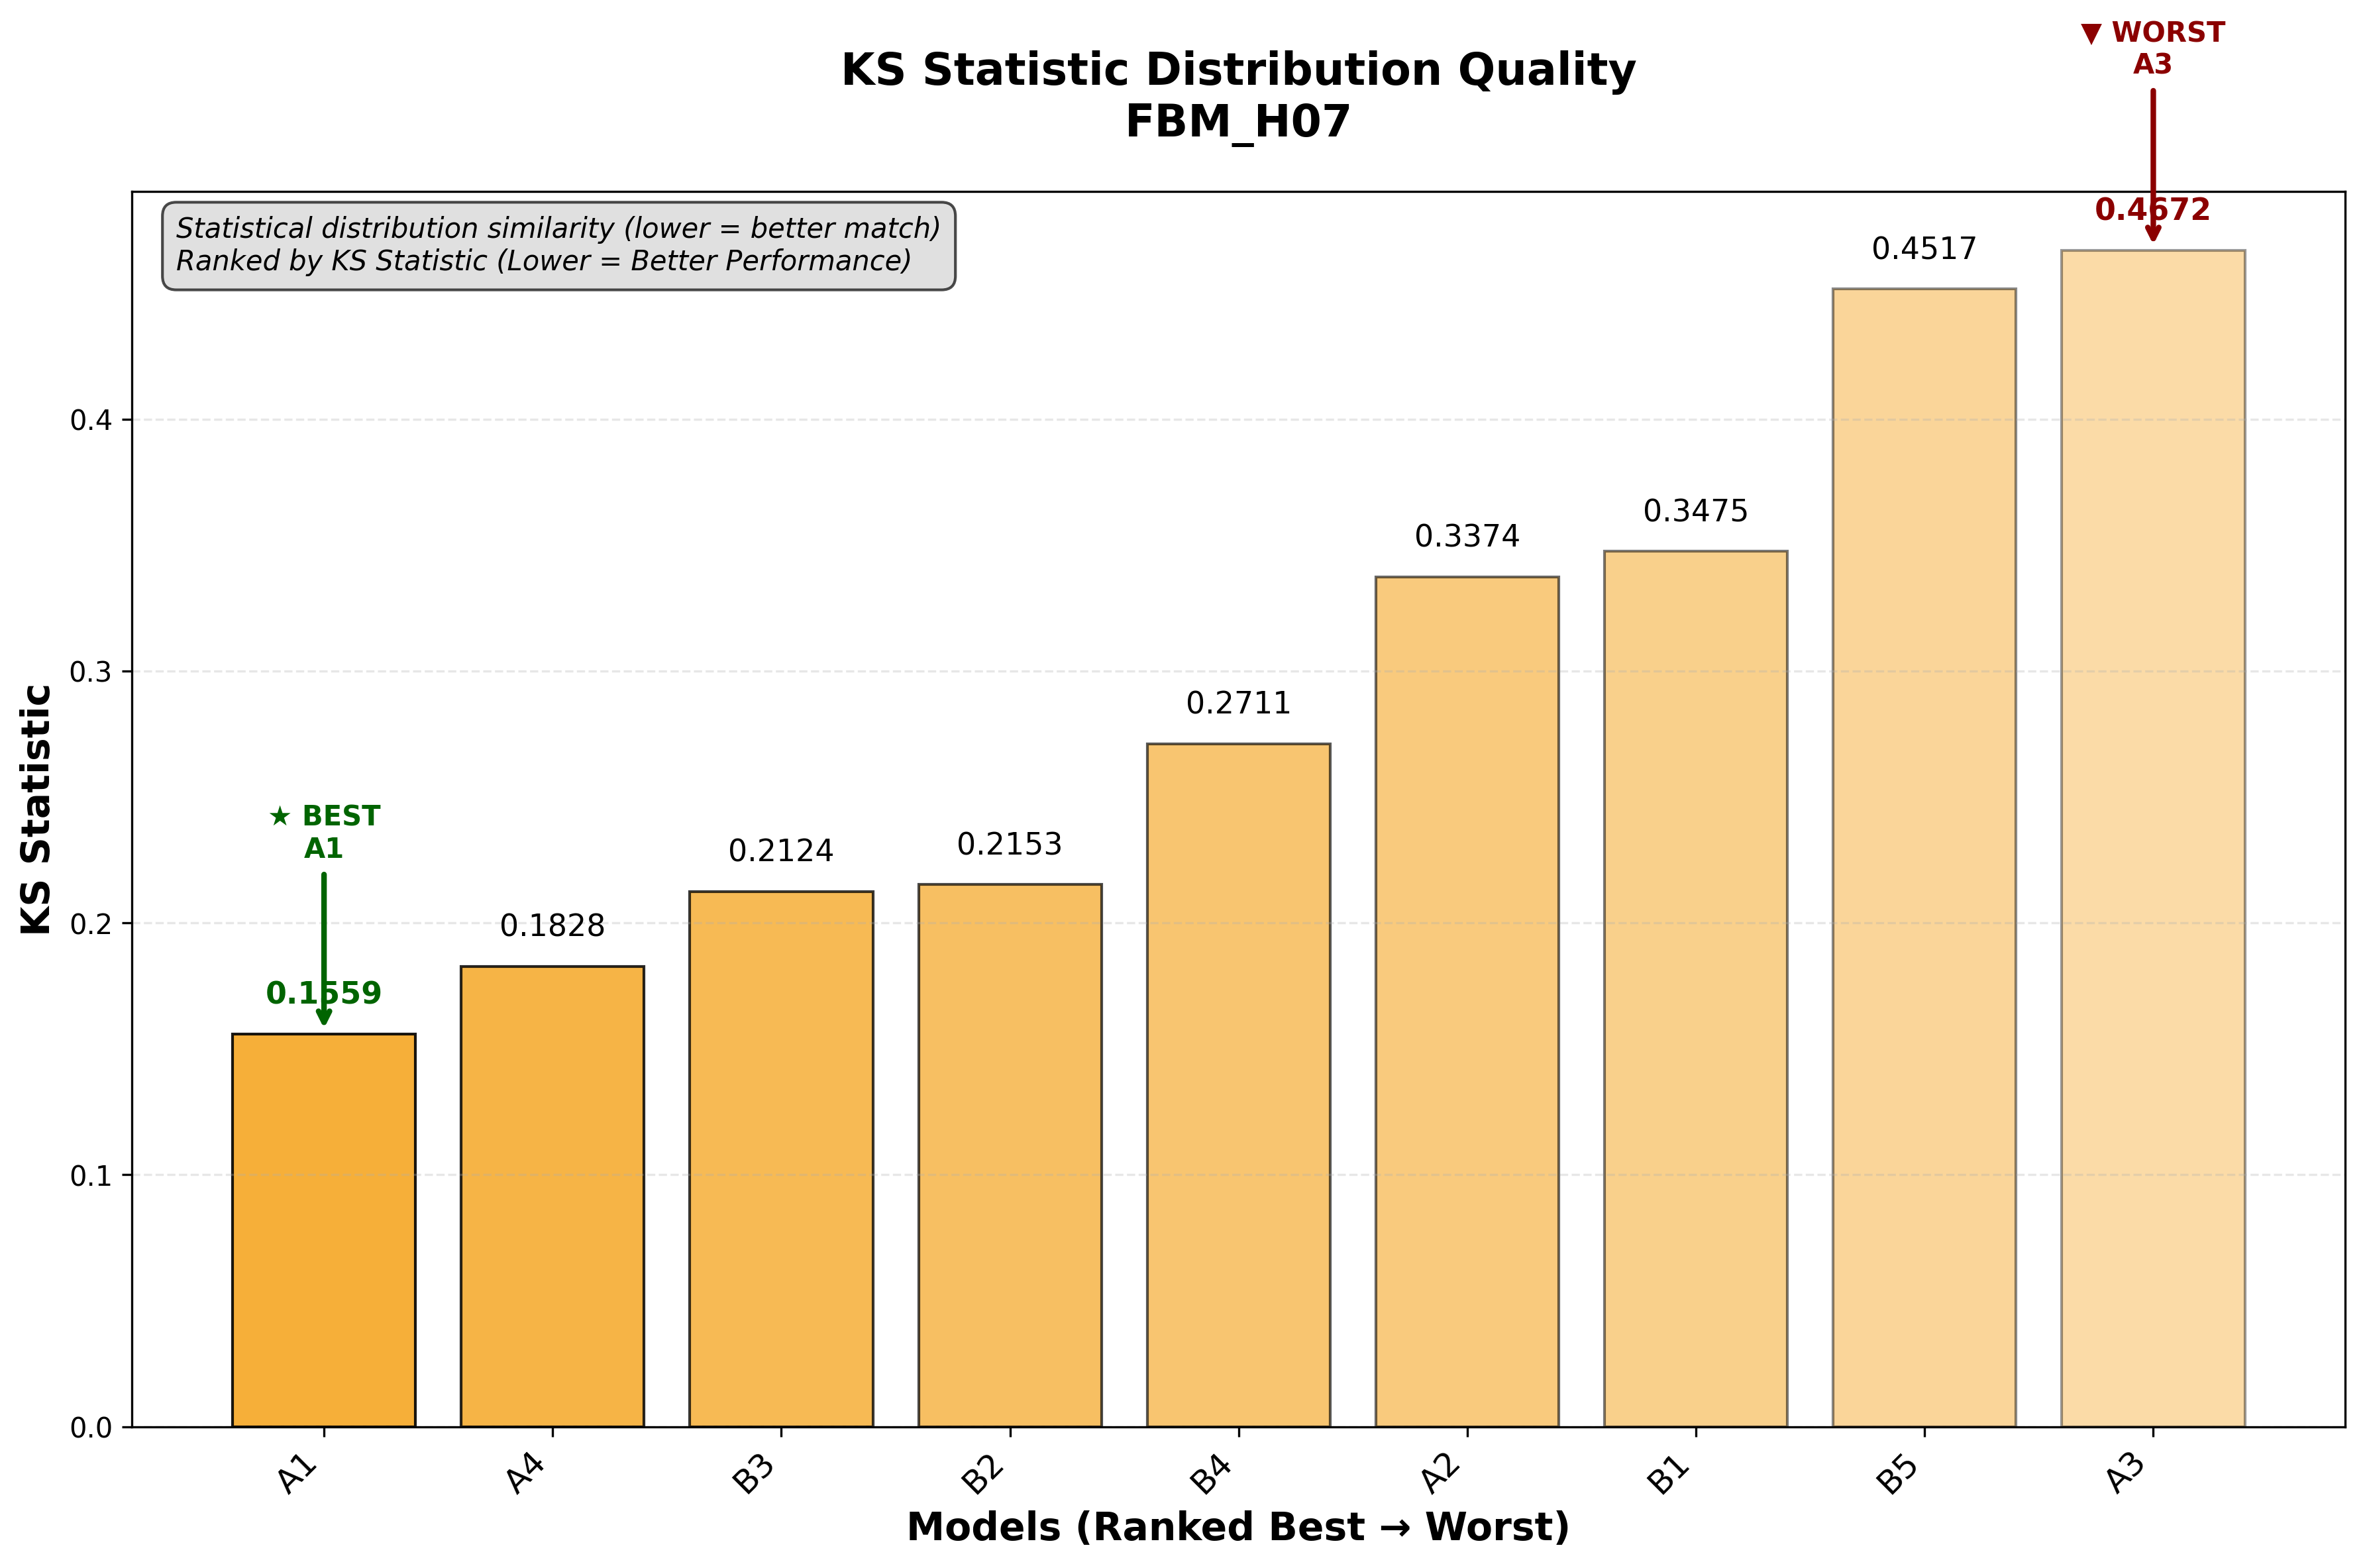 ▼ WORST
A3
KS Statistic Distribution Quality
FBM_H07
Statistical distribution similarity (lower = better match)
Ranked by KS Statistic (Lower = Better Performance)
0.4672
0.4517
0.3475
0.3374
0.2711
0.2153
0.2124
0.1828
★ BEST
A1
0.1559
KS Statistic
0.4
0.3
0.2
0.1
0.0
A1
A4
B3
B2
B4
A2
B1
B5
A3
Models (Ranked Best → Worst)